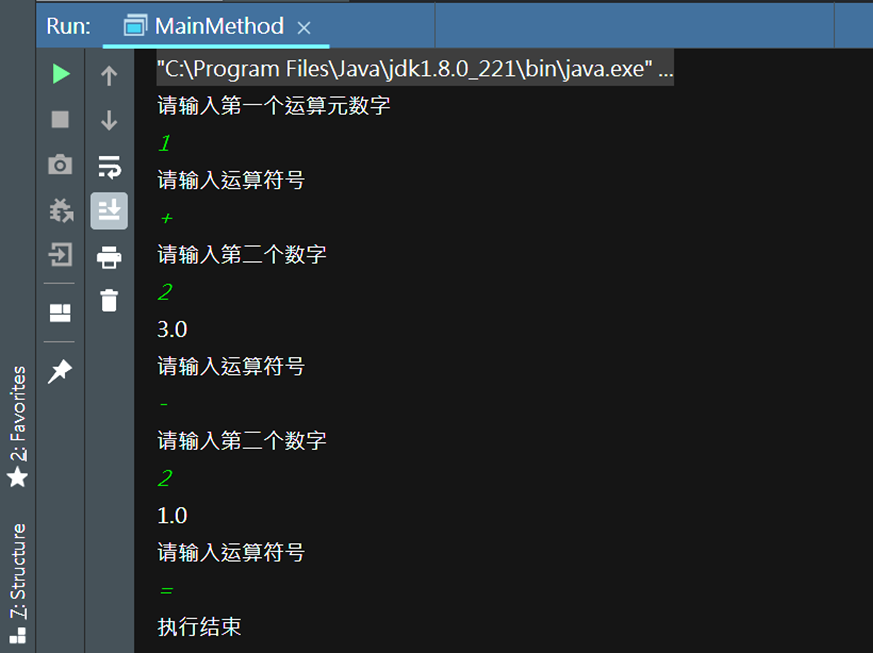 Run: MainMethod
"C:\Program Files\Java\jdk1.8.0_221\bin\java.exe" ...
请输入第一个运算元数字
1
请输入运算符号
+
请输入第二个数字
2
3.0
请输入运算符号
-
请输入第二个数字
2
1.0
请输入运算符号
=
执行结束
2: Favorites
Z: Structure